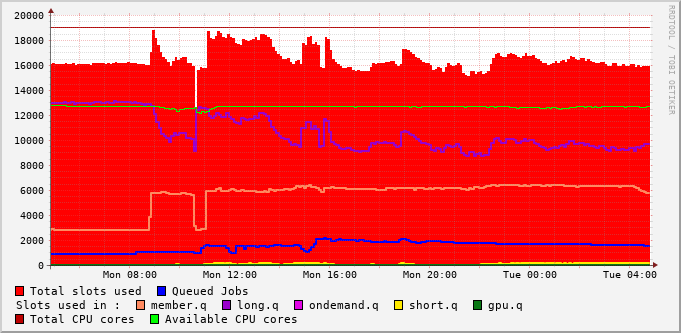 20000
18000
16000
14000
12000
10000
8000
6000
4000
2000
0
Mon 08:00 Mon 12:00 Mon 16:00 Mon 20:00 Tue 00:00 Tue 04:00
Total slots used Queued Jobs
Slots used in : member.q long.q ondemand.q short.q gpu.q
Total CPU cores Available CPU cores
RRDTOOL / TOBI OETIKER